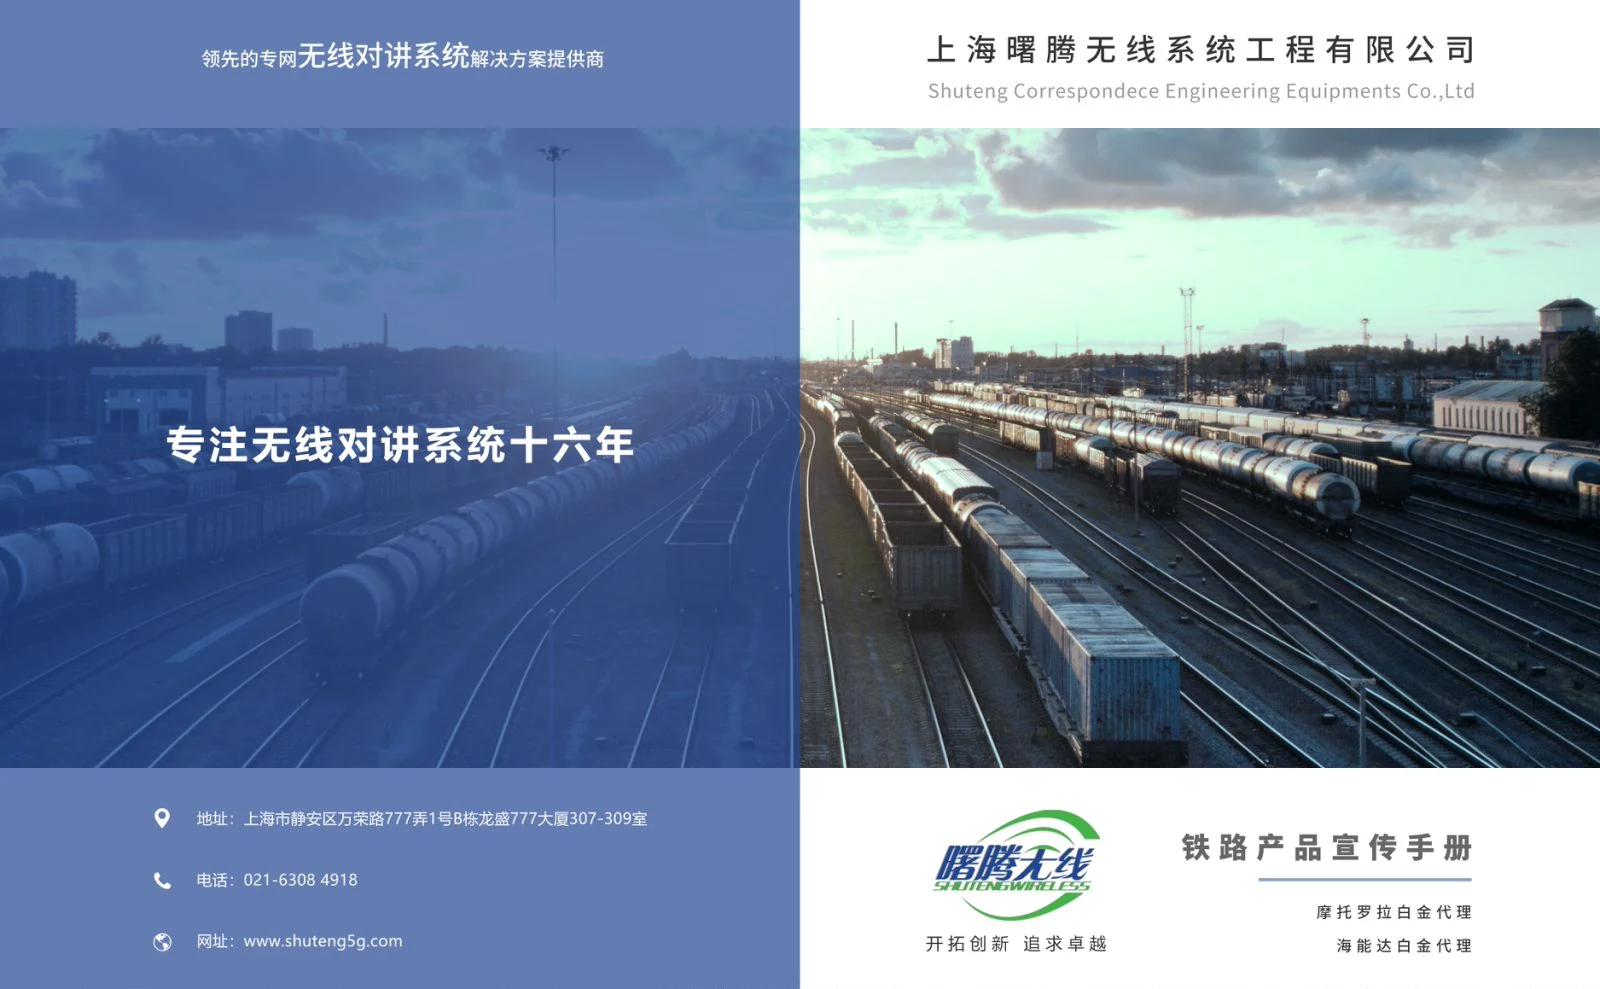 领先的专网无线对讲系统解决方案提供商
专注无线对讲系统十六年
地址：上海市静安区万荣路777弄1号B栋龙盛777大厦307-309室
电话：021-6308 4918
网址：www.shuteng5g.com
上海曙腾无线系统工程有限公司
Shuteng Correspondece Engineering Equipments Co.,Ltd
曙腾无线
SHUTENGWIRELESS
开拓创新 追求卓越
铁路产品宣传手册
摩托罗拉白金代理
海能达白金代理